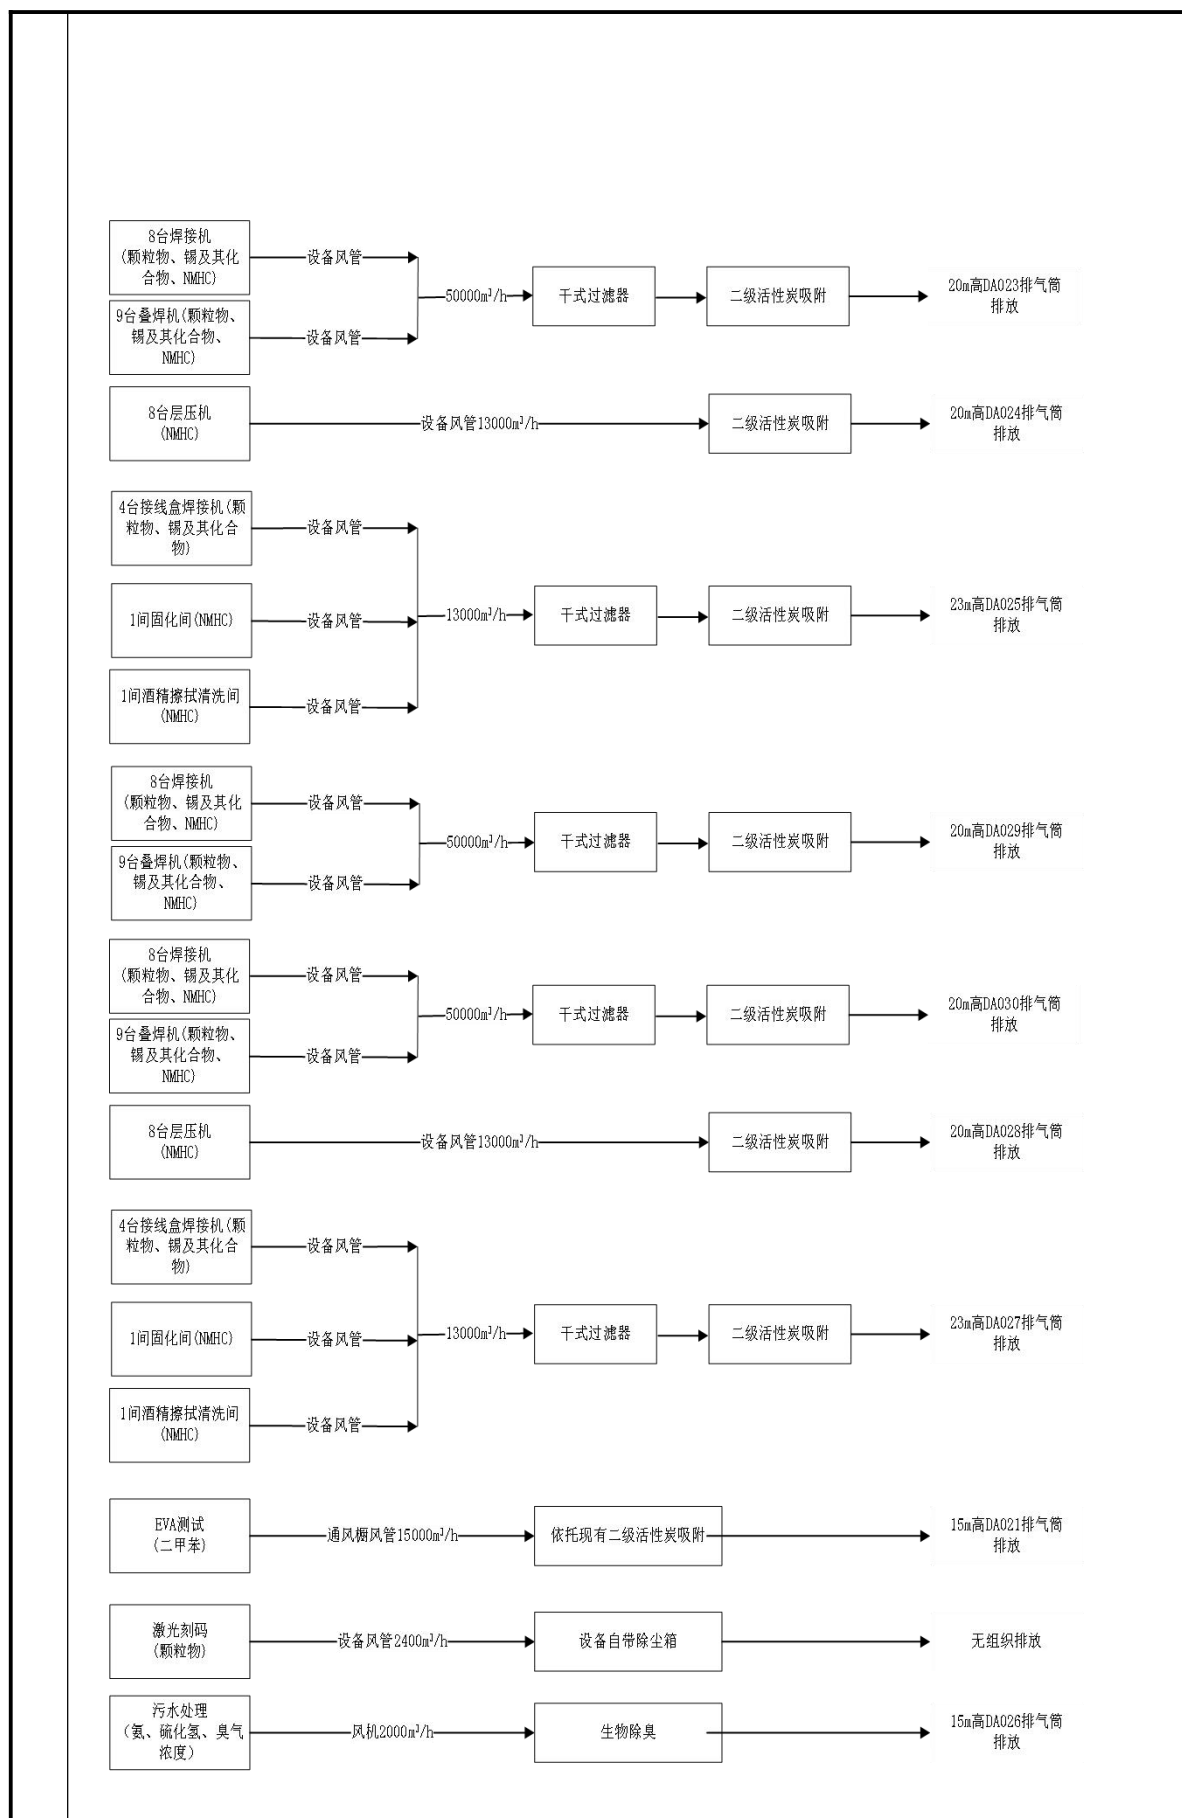 8台焊接机
(颗粒物、锡及其化
合物、NMHC)
设备风管
9台叠焊机(颗粒物、
锡及其化合物、
NMHC)
设备风管
50000m³/h
干式过滤器
二级活性炭吸附
20m高DA023排气筒
排放
8台层压机
(NMHC)
设备风管13000m³/h
二级活性炭吸附
20m高DA024排气筒
排放
4台接线盒焊接机(颗
粒物、锡及其化合
物)
设备风管
1间固化间(NMHC)
设备风管
1间酒精擦拭清洗间
(NMHC)
设备风管
13000m³/h
干式过滤器
二级活性炭吸附
23m高DA025排气筒
排放
8台焊接机
(颗粒物、锡及其化
合物、NMHC)
设备风管
9台叠焊机(颗粒物、
锡及其化合物、
NMHC)
设备风管
50000m³/h
干式过滤器
二级活性炭吸附
20m高DA029排气筒
排放
8台焊接机
(颗粒物、锡及其化
合物、NMHC)
设备风管
9台叠焊机(颗粒物、
锡及其化合物、
NMHC)
设备风管
50000m³/h
干式过滤器
二级活性炭吸附
20m高DA030排气筒
排放
8台层压机
(NMHC)
设备风管13000m³/h
二级活性炭吸附
20m高DA028排气筒
排放
4台接线盒焊接机(颗
粒物、锡及其化合
物)
设备风管
1间固化间(NMHC)
设备风管
1间酒精擦拭清洗间
(NMHC)
设备风管
13000m³/h
干式过滤器
二级活性炭吸附
23m高DA027排气筒
排放
EVA测试
(二甲苯)
通风橱风管15000m³/h
依托现有二级活性炭吸附
15m高DA021排气筒
排放
激光刻码
(颗粒物)
设备风管2400m³/h
设备自带除尘箱
无组织排放
污水处理
（氨、硫化氢、臭气
浓度）
风机2000m³/h
生物除臭
15m高DA026排气筒
排放